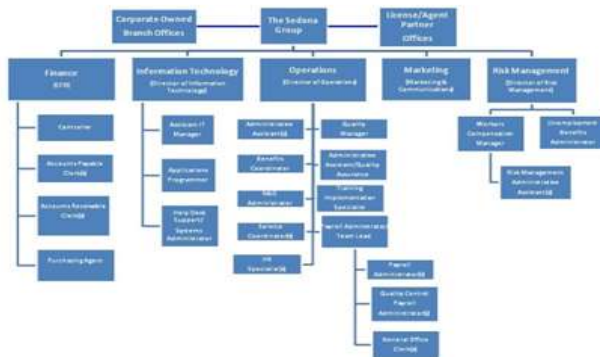 Corporate-Owned
Branch Offices
The Sedona
Group
License/Agent
Partner
Offices
Finance
(CFO)
Information Technology
(Director of Information
Technology)
Operations
(Director of Operations)
Marketing
(Marketing &
Communications)
Risk Management
(Director of Risk
Management)
Controller
Accounts Payable
Clerk(s)
Accounts Receivable
Clerk(s)
Purchasing Agent
Assistant IT
Manager
Applications
Programmer
Help Desk
Support/
Systems
Administrator
Administrative
Assistant(s)
Benefits
Coordinator
Administrator
Service
Coordinator(s)
HR
Specialist(s)
Quality
Manager
Administrative
Assistant/Quality
Assurance
Training
Implementation
Specialist
Payroll Administrator
Team Lead
Payroll
Administrator(s)
Quality Control
Payroll
Administrator(s)
General Office
Clerk(s)
Workers
Compensation
Manager
Risk Management
Administrative
Assistant(s)
Unemployment
Benefits
Administrator